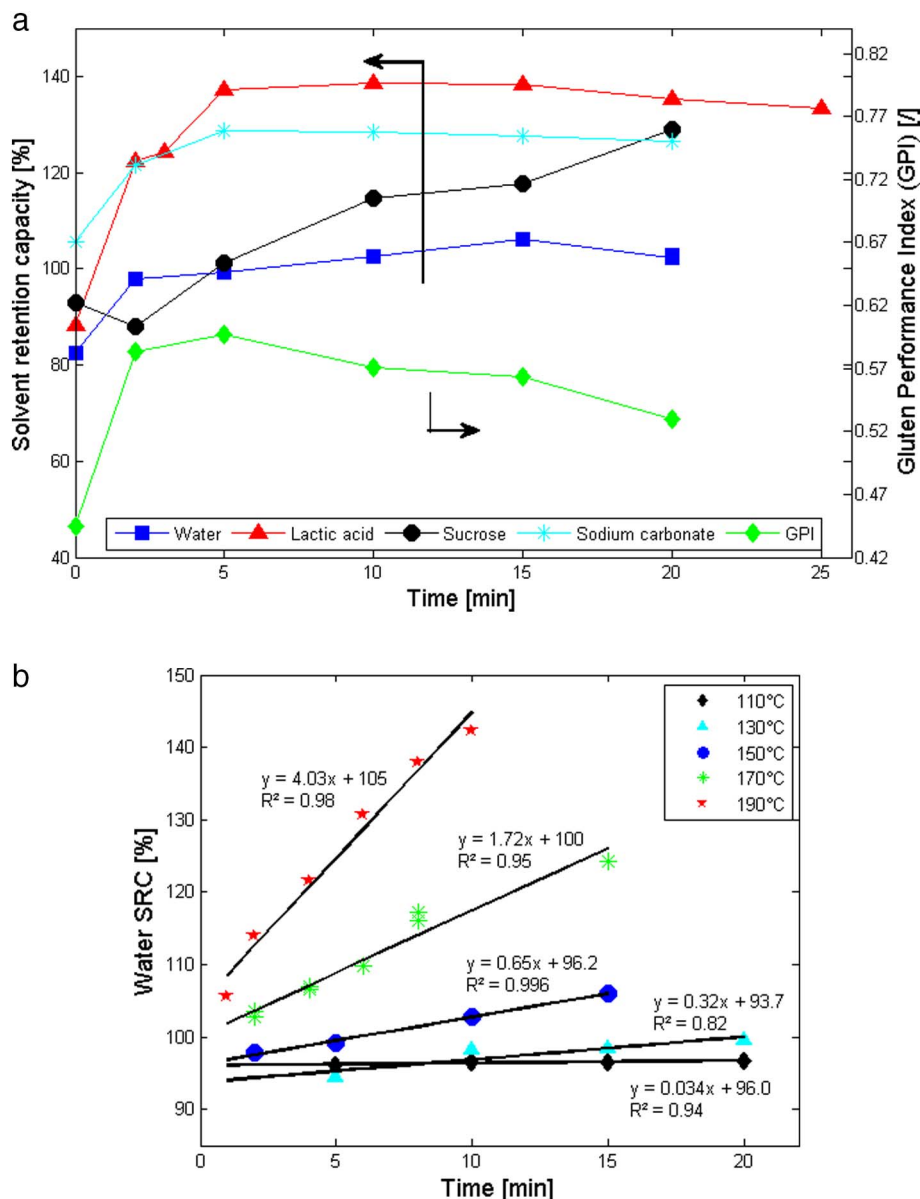 a
Solvent retention capacity [%]
140
120
100
80
60
40
0.82
0.77
0.72
0.67
0.62
0.57
0.52
0.47
0.42
Gluten Performance Index (GPI) [/]
Water Lactic acid Sucrose Sodium carbonate GPI
0 5 10 15 20 25
Time [min]
b
Water SRC [%]
150
140
130
120
110
100
90
110°C
130°C
150°C
170°C
190°C
y = 4.03x + 105
R² = 0.98
y = 1.72x + 100
R² = 0.95
y = 0.65x + 96.2
R² = 0.996
y = 0.32x + 93.7
R² = 0.82
y = 0.034x + 96.0
R² = 0.94
0 5 10 15 20
Time [min]